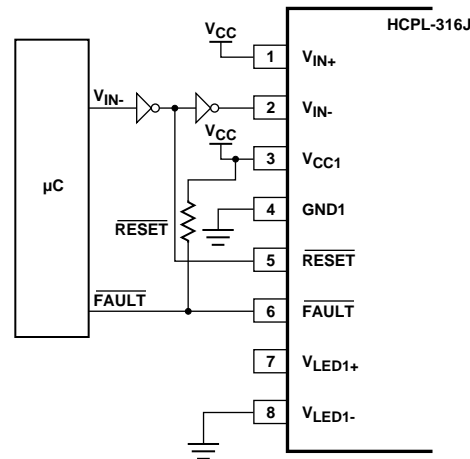 HCPL-316J
VCC
1 VIN+
VIN-
2 VIN-
VCC
3 VCC1
µC
4 GND1
RESET
5 RESET
FAULT
6 FAULT
7 VLED1+
8 VLED1-